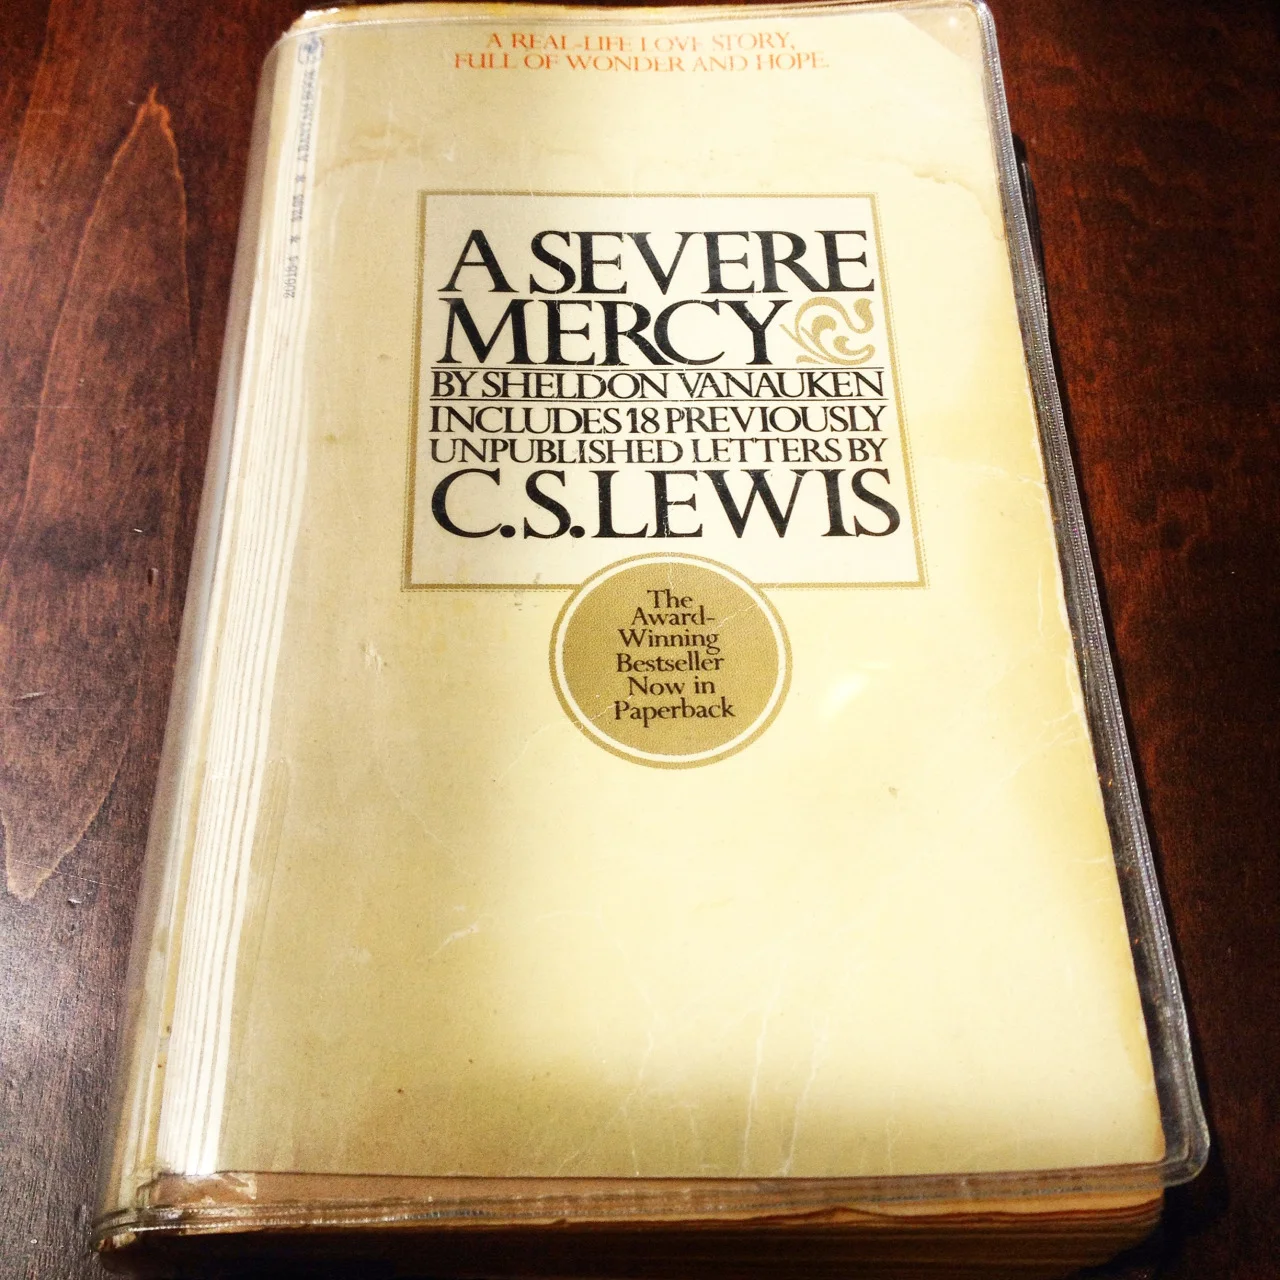 A REAL-LIFE LOVE STORY,
FULL OF WONDER AND HOPE.
A SEVERE
MERCY
BY SHELDON VANAUKEN
INCLUDES 18 PREVIOUSLY
UNPUBLISHED LETTERS BY
C.S. LEWIS
The
Award-
Winning
Bestseller
Now in
Paperback